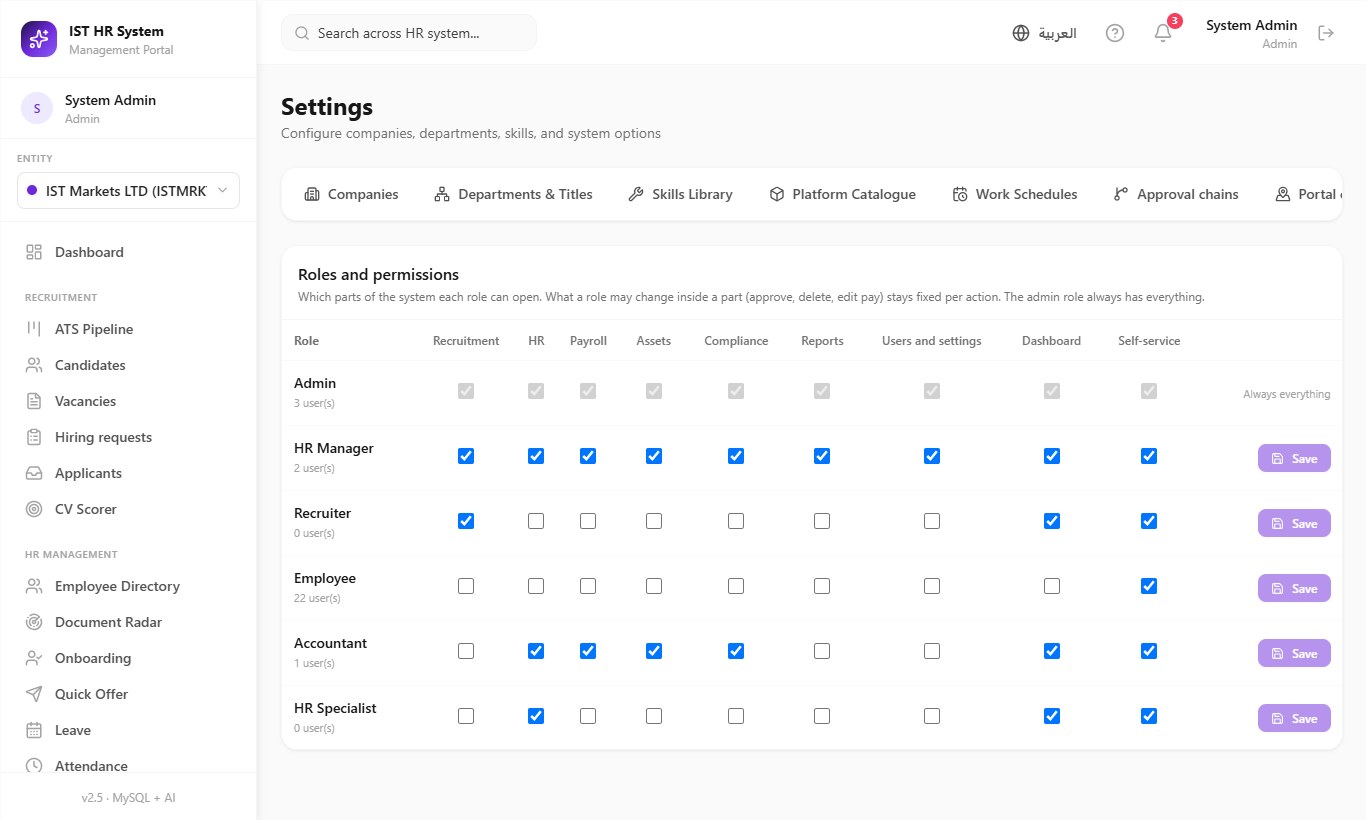 IST HR System
Management Portal
S
System Admin
Admin
ENTITY
IST Markets LTD (ISTMRK
Dashboard
RECRUITMENT
ATS Pipeline
Candidates
Vacancies
Hiring requests
Applicants
CV Scorer
HR MANAGEMENT
Employee Directory
Document Radar
Onboarding
Quick Offer
Leave
Attendance
v2.5 · MySQL + AI
Search across HR system...
العربية
3
System Admin
Admin
Settings
Configure companies, departments, skills, and system options
Companies Departments & Titles Skills Library Platform Catalogue Work Schedules Approval chains Portal
Roles and permissions
Which parts of the system each role can open. What a role may change inside a part (approve, delete, edit pay) stays fixed per action. The admin role always has everything.
Role Recruitment HR Payroll Assets Compliance Reports Users and settings Dashboard Self-service
Admin
3 user(s)
Always everything
HR Manager
2 user(s)
Save
Recruiter
0 user(s)
Save
Employee
22 user(s)
Save
Accountant
1 user(s)
Save
HR Specialist
0 user(s)
Save